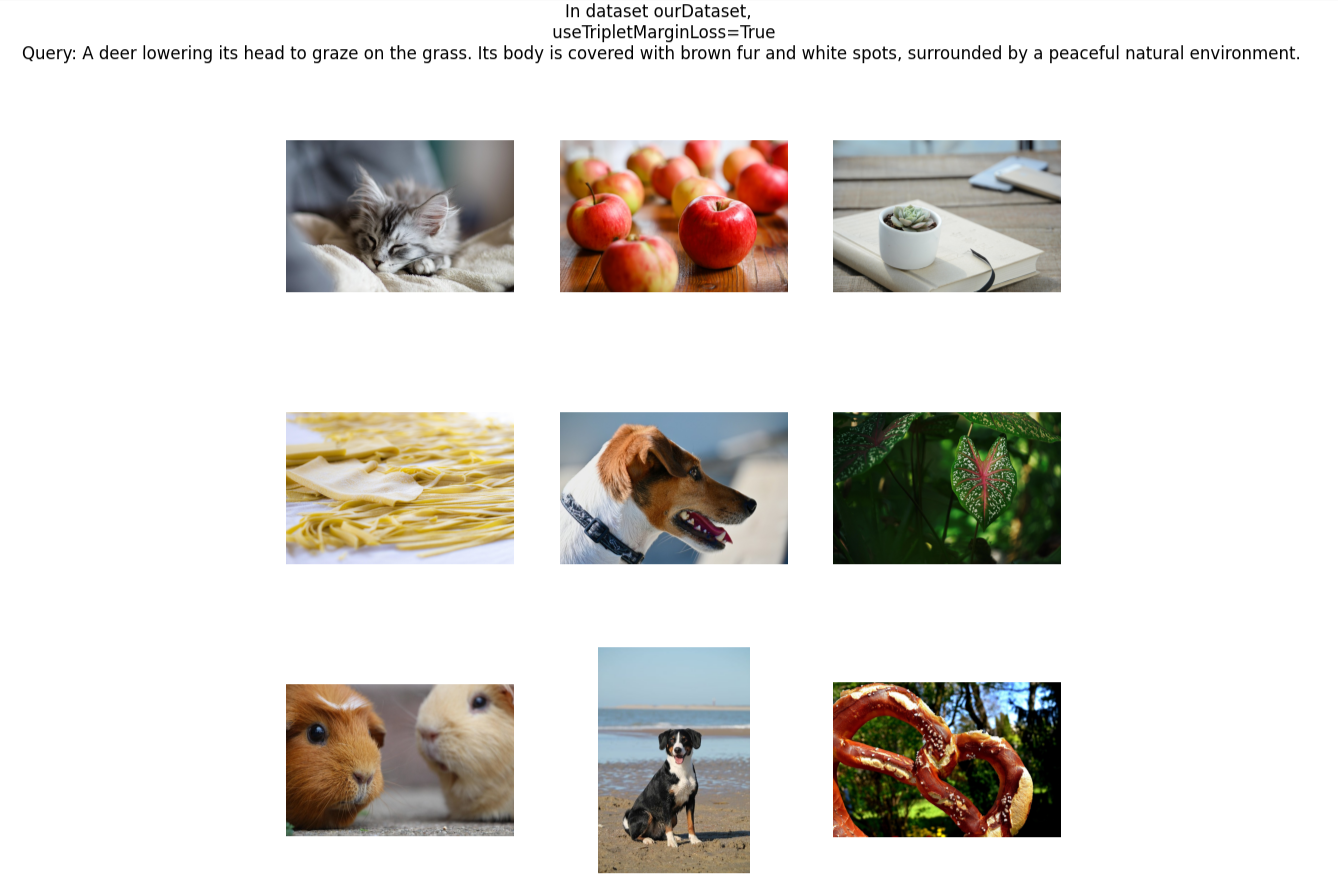 In dataset ourDataset,
useTripletMarginLoss=True
Query: A deer lowering its head to graze on the grass. Its body is covered with brown fur and white spots, surrounded by a peaceful natural environment.